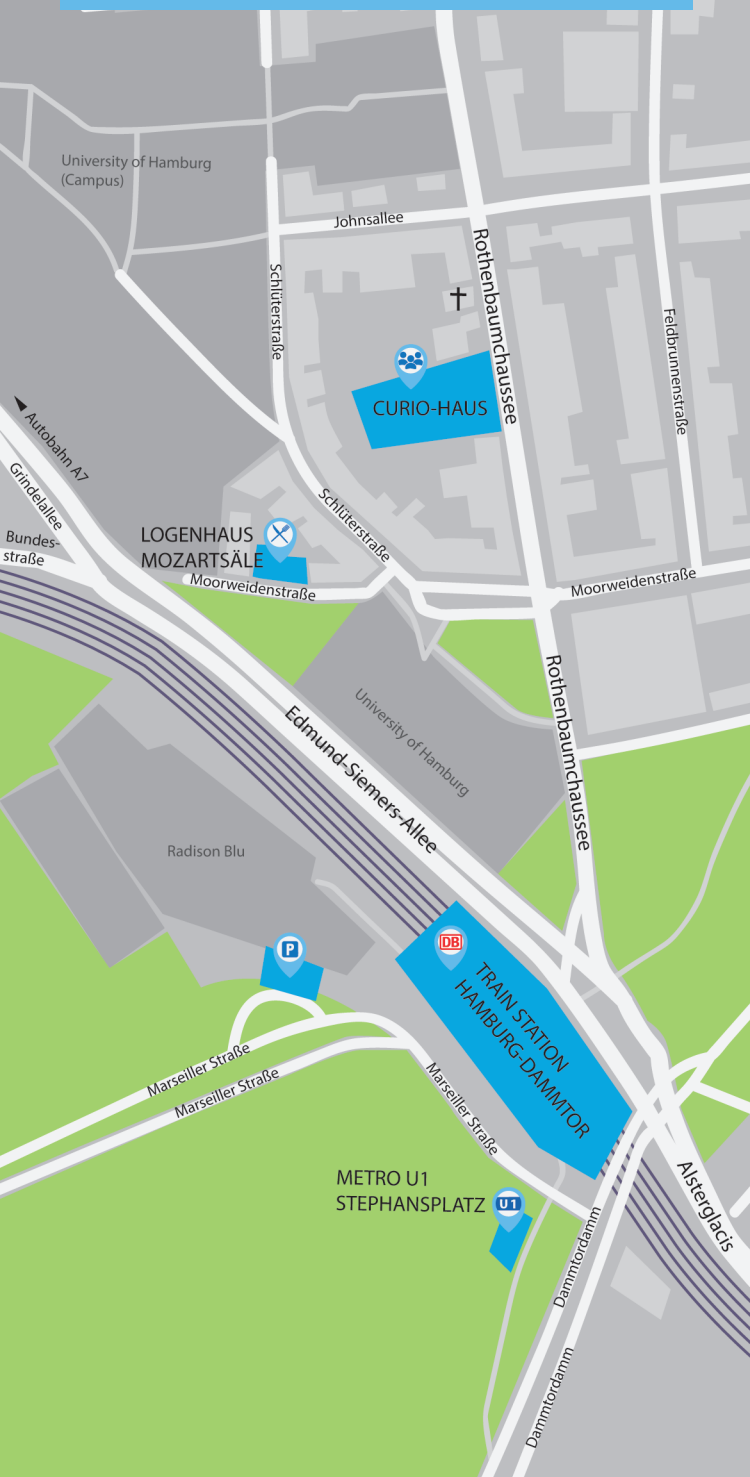 University of Hamburg
(Campus)
Johnsallee
Rothenbaumchaussee
Schlüterstraße
Feldbrunnenstraße
CURIO-HAUS
Autobahn A7
Grindelallee
Schlüterstraße
LOGENHAUS
MOZARTSÄLE
Bundes-
straße
Moorweidenstraße
Moorweidenstraße
Rothenbaumchaussee
University of Hamburg
Edmund-Siemers-Allee
Radison Blu
P
DB
TRAIN STATION
HAMBURG-DAMMTOR
Marseiller Straße
Marseiller Straße
Marseiller Straße
METRO U1
STEPHANSPLATZ
U1
Alsterglacis
Dammtordamm
Dammtordamm